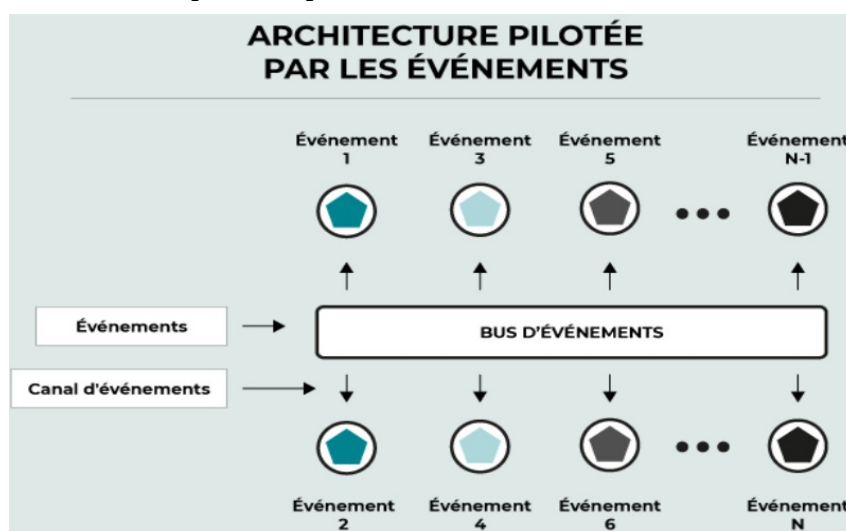 ARCHITECTURE PILOTÉE
PAR LES ÉVÉNEMENTS
Événement
1
Événement
3
Événement
5
Événement
N-1
Événements
BUS D'ÉVÉNEMENTS
Canal d'événements
Événement
2
Événement
4
Événement
6
Événement
N